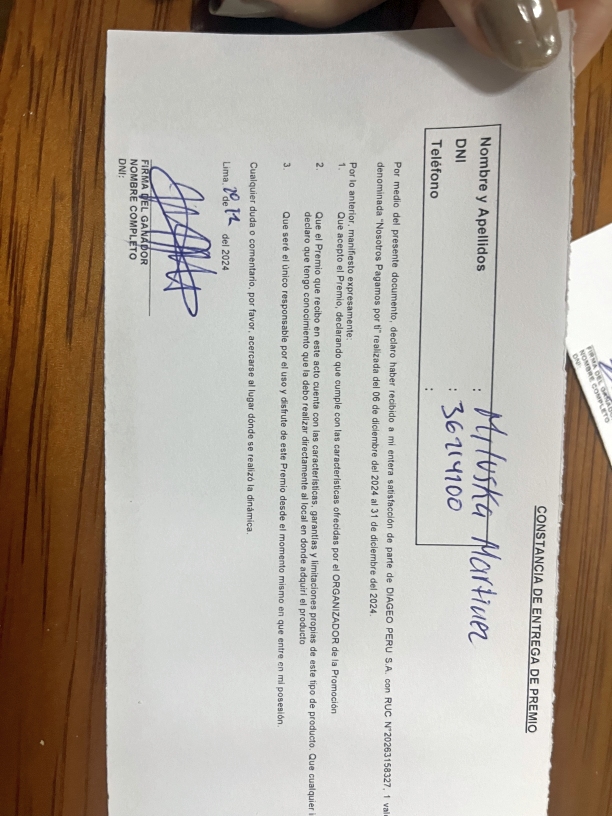 CONSTANCIA DE ENTREGA DE PREMIO
Nombre y Apellidos : Miluska Martinez
DNI : 36214100
Teléfono :
Por medio del presente documento, declaro haber recibido a mi entera satisfacción de parte de DIAGEO PERU S.A. con RUC N°20263158327, 1
denominada "Nosotros Pagamos por ti" realizada del 06 de diciembre del 2024 al 31 de diciembre del 2024.
Por lo anterior, manifiesto expresamente:
1. Que acepto el Premio, declarando que cumple con las características ofrecidas por el ORGANIZADOR de la Promoción
2. Que el Premio que recibo en este acto cuenta con las características, garantías y limitaciones propias de este tipo de producto. Que cualquier
declaro que tengo conocimiento que la debo realizar directamente al local en donde adquirí el producto
3. Que seré el único responsable por el uso y disfrute de este Premio desde el momento mismo en que entre en mi posesión.
Cualquier duda o comentario, por favor, acercarse al lugar dónde se realizó la dinámica.
Lima, 20 de 12 del 2024
FIRMA DEL GANADOR
NOMBRE COMPLETO
DNI:
FIRMA DEL
NOMBRE COMPLETO
DNI: